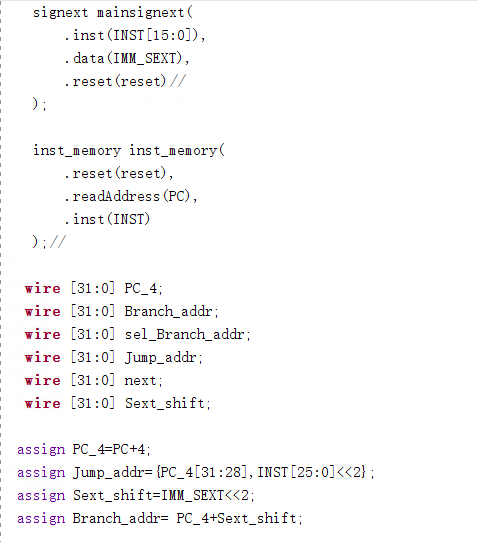 signext mainsignext(
.inst(INST[15:0]),
.data(IMM_SEXT),
.reset(reset)//
);
inst_memory inst_memory(
.reset(reset),
.readAddress(PC),
.inst(INST)
);//
wire [31:0] PC_4;
wire [31:0] Branch_addr;
wire [31:0] sel_Branch_addr;
wire [31:0] Jump_addr;
wire [31:0] next;
wire [31:0] Sext_shift;
assign PC_4=PC+4;
assign Jump_addr={PC_4[31:28],INST[25:0]<<2};
assign Sext_shift=IMM_SEXT<<2;
assign Branch_addr= PC_4+Sext_shift;